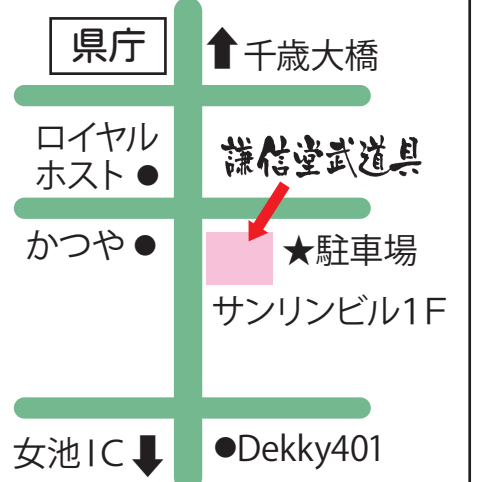 県庁
↑千歳大橋
ロイヤル
ホスト●
謙信堂武道具
かつや●
★駐車場
サンリンビル1F
女池IC↓
●Dekky401